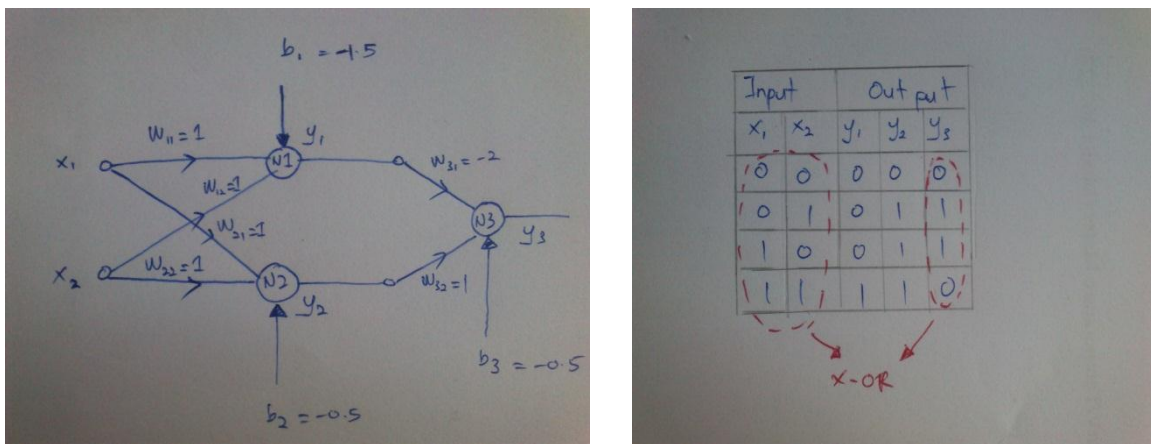 b₁ = -1.5
w₁₁ = 1
y₁
x₁
N1
w₃₁ = -2
w₁₂ = 1
w₂₁ = 1
N3
y₃
x₂
w₂₂ = 1
N2
w₃₂ = 1
y₂
b₃ = -0.5
b₂ = -0.5
Input Output
x₁ x₂ y₁ y₂ y₃
0 0 0 0 0
0 1 0 1 1
1 0 0 1 1
1 1 1 1 0
X-OR